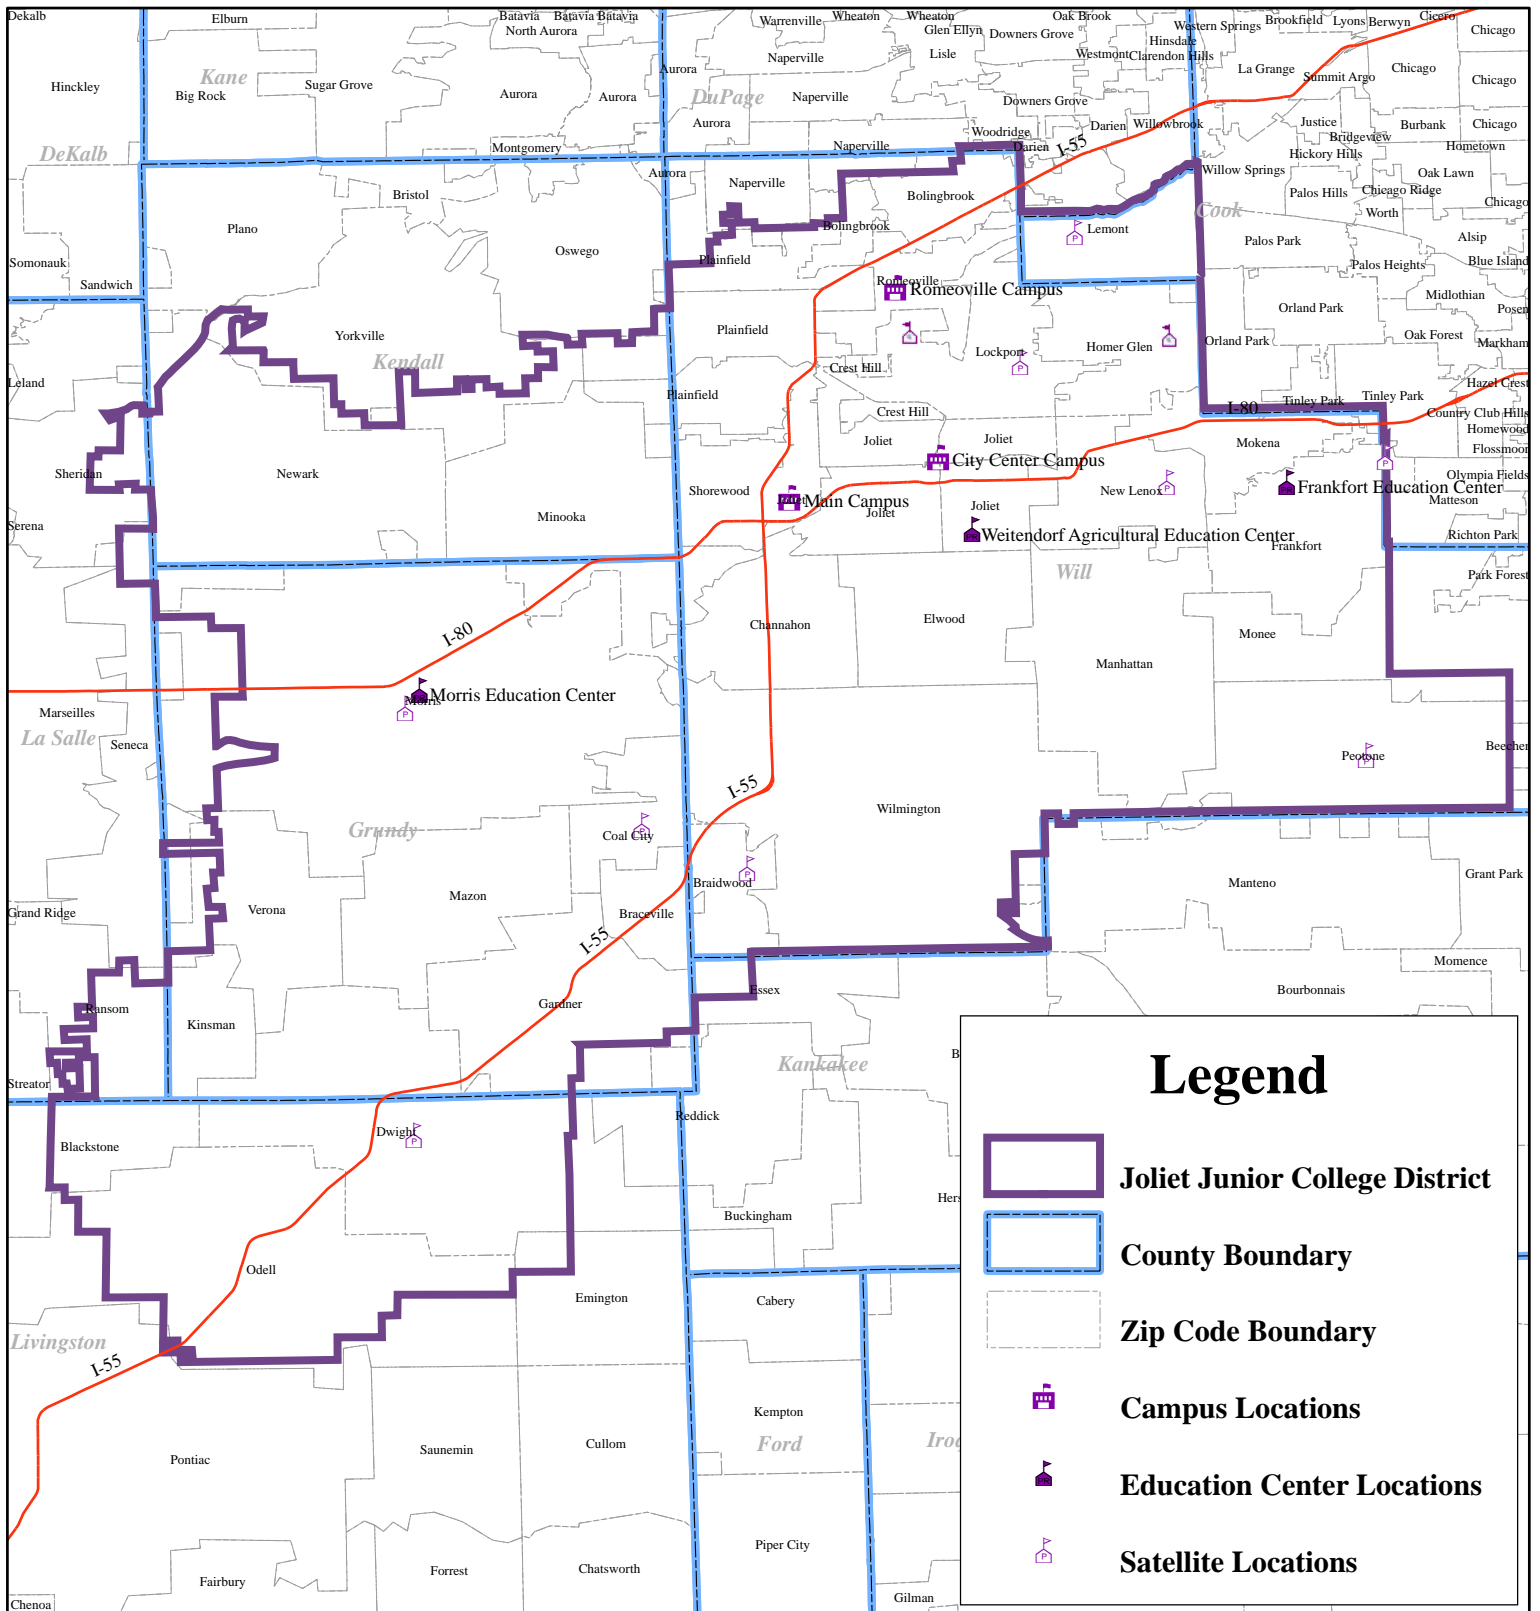 Dekalb
Elburn
Batavia
Batavia
Batavia
North Aurora
Warrenville
Wheaton
Wheaton
Glen Ellyn
Oak Brook
Downers Grove
Western Springs
Brookfield
Lyons
Berwyn
Cicero
Chicago
Hinsdale
Lisle
Westmont
Clarendon Hills
Naperville
Aurora
La Grange
Summit Argo
Chicago
Chicago
Kane
Hinckley
Big Rock
Sugar Grove
Aurora
Aurora
DuPage
Naperville
Downers Grove
Aurora
Woodridge
Darien
Willowbrook
Justice
Burbank
Chicago
Bridgeview
DeKalb
Montgomery
Naperville
Darien
I-55
Hickory Hills
Hometown
Aurora
Naperville
Willow Springs
Oak Lawn
Bristol
Bolingbrook
Palos Hills
Chicago Ridge
Chicago
Cook
Worth
Plano
Bolingbrook
Lemont
P
Palos Park
Alsip
Oswego
Somonauk
Plainfield
Palos Heights
Blue Island
Sandwich
Romeoville
Romeoville Campus
Midlothian
Orland Park
Posen
Yorkville
Plainfield
Lockport
P
Homer Glen
Orland Park
Oak Forest
Markham
Kendall
Crest Hill
Leland
Hazel Crest
Plainfield
Tinley Park
Tinley Park
I-80
Crest Hill
Country Club Hills
Homewood
Joliet
Joliet
Mokena
Flossmoor
City Center Campus
P
Sheridan
Newark
Shorewood
New Lenox
P
PR
Frankfort Education Center
Olympia Fields
Joliet
Main Campus
Matteson
Minooka
Joliet
Joliet
Serena
PR
Weitendorf Agricultural Education Center
Richton Park
Frankfort
Will
Park Forest
Channahon
Elwood
I-80
Monee
Manhattan
Morris Education Center
Morris
P
Marseilles
La Salle
Seneca
Peotone
P
Beecher
I-55
Wilmington
Grundy
Coal City
P
Braidwood
P
Manteno
Grant Park
Mazon
Verona
Grand Ridge
Braceville
I-55
Momence
Essex
Bourbonnais
Gardner
Ransom
Kinsman
Kankakee
Streator
Reddick
Dwight
P
Blackstone
Buckingham
Odell
Emington
Cabery
Livingston
I-55
Kempton
Ford
Saunemin
Cullom
Pontiac
Piper City
Forrest
Chatsworth
Fairbury
Gilman
Chenoa
Legend
Joliet Junior College District
County Boundary
Zip Code Boundary
Campus Locations
PR
Education Center Locations
P
Satellite Locations